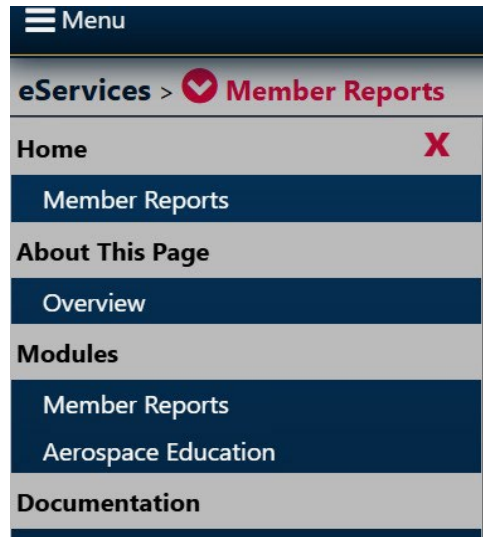 Menu
eServices > Member Reports
Home X
Member Reports
About This Page
Overview
Modules
Member Reports
Aerospace Education
Documentation